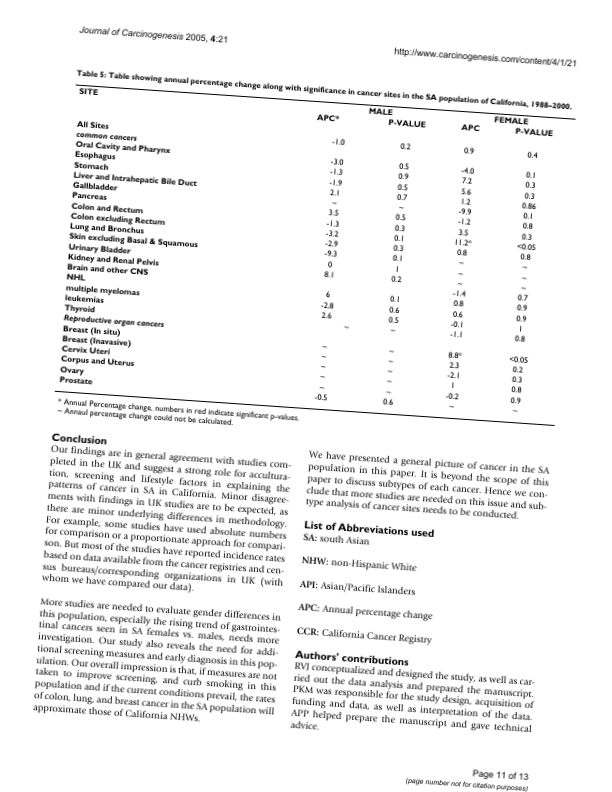 Journal of Carcinogenesis 2005, 4:21
http://www.carcinogenesis.com/content/4/1/21
Table 5: Table showing annual percentage change along with significance in cancer sites in the SA population of California, 1988–2000.
SITE MALE FEMALE
APC* P-VALUE APC P-VALUE
All Sites -1.0 0.2 0.9 0.4
common cancers
Oral Cavity and Pharynx -3.0 0.5 -4.0 0.1
Esophagus -1.3 0.9 7.2 0.3
Stomach -1.9 0.5 5.6 0.3
Liver and Intrahepatic Bile Duct 2.1 0.7 1.2 0.86
Gallbladder ~ ~ -9.9 0.1
Pancreas 3.5 0.5 -1.2 0.8
Colon and Rectum -1.3 0.3 3.5 0.3
Colon excluding Rectum -3.2 0.1 11.2* <0.05
Lung and Bronchus -2.9 0.3 0.8 0.8
Skin excluding Basal & Squamous -9.3 0.1 ~ ~
Urinary Bladder 0 1 ~ ~
Kidney and Renal Pelvis 8.1 0.2 ~ ~
Brain and other CNS -1.4 0.7
NHL 6 0.1 0.8 0.9
multiple myelomas -2.8 0.6 0.6 0.9
leukemias 2.6 0.5 -0.1 1
Thyroid ~ ~ -1.1 0.8
Reproductive organ cancers
Breast (In situ) ~ ~ 8.8* <0.05
Breast (Inavasive) ~ ~ 2.3 0.2
Cervix Uteri ~ ~ -2.1 0.3
Corpus and Uterus ~ ~ 1 0.8
Ovary ~ ~ -0.2 0.9
Prostate -0.5 0.6 ~ ~
* Annual Percentage change, numbers in red indicate significant p-values.
~ Annaul percentage change could not be calculated.
Conclusion
Our findings are in general agreement with studies com-
pleted in the UK and suggest a strong role for accultura-
tion, screening and lifestyle factors in explaining the
patterns of cancer in SA in California. Minor disagree-
ments with findings in UK studies are to be expected, as
there are minor underlying differences in methodology.
For example, some studies have used absolute numbers
for comparison or a proportionate approach for compari-
son. But most of the studies have reported incidence rates
based on data available from the cancer registries and cen-
sus bureaus/corresponding organizations in UK (with
whom we have compared our data).
More studies are needed to evaluate gender differences in
this population, especially the rising trend of gastrointes-
tinal cancers seen in SA females vs. males, needs more
investigation. Our study also reveals the need for addi-
tional screening measures and early diagnosis in this pop-
ulation. Our overall impression is that, if measures are not
taken to improve screening, and curb smoking in this
population and if the current conditions prevail, the rates
of colon, lung, and breast cancer in the SA population will
approximate those of California NHWs.
We have presented a general picture of cancer in the SA
population in this paper. It is beyond the scope of this
paper to discuss subtypes of each cancer. Hence we con-
clude that more studies are needed on this issue and sub-
type analysis of cancer sites needs to be conducted.
List of Abbreviations used
SA: south Asian
NHW: non-Hispanic White
API: Asian/Pacific Islanders
APC: Annual percentage change
CCR: California Cancer Registry
Authors' contributions
RVJ conceptualized and designed the study, as well as car-
ried out the data analysis and prepared the manuscript.
PKM was responsible for the study design, acquisition of
funding and data, as well as interpretation of the data.
APP helped prepare the manuscript and gave technical
advice.
Page 11 of 13
(page number not for citation purposes)